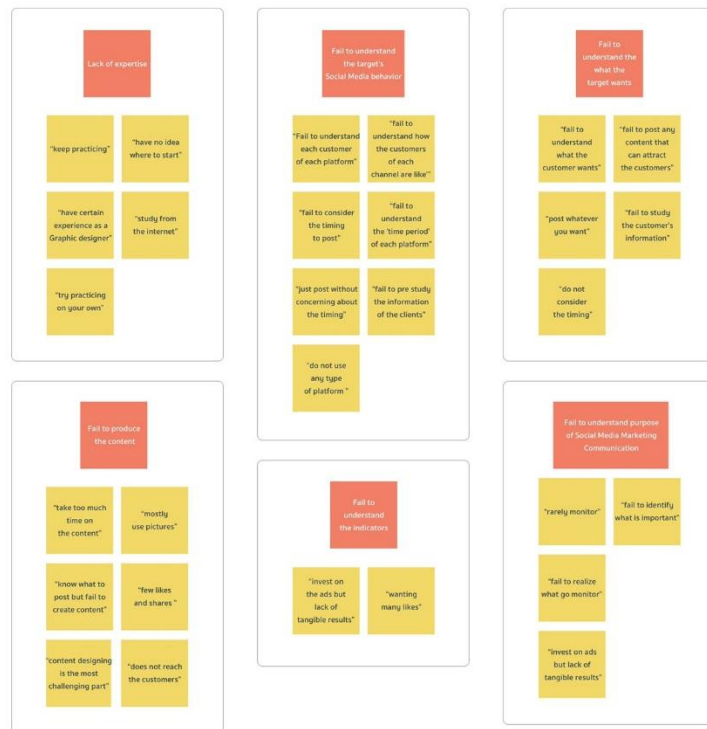 Lack of expertise
"keep practicing"
"have no idea
where to start"
"have certain
experience as a
Graphic designer"
"study from
the internet"
"try practicing
on your own"
Fail to understand
the target's
Social Media behavior
"Fail to understand
each customer
of each platform"
"fail to
understand how
the customers
of each
channel are like'"
"fail to consider
the timing
to post"
"fail to
understand
the 'time period'
of each platform"
"just post without
concerning about
the timing"
"fail to pre study
the information
of the clients"
"do not use
any type
of platform "
Fail to
understand the
what the
target wants
"fail to
understand
what the
customer wants"
"fail to post any
content that
can attract
the customers"
"post whatever
you want"
"fail to study
the customer's
information"
"do not
consider
the timing"
Fail to produce
the content
"take too much
time on
the content"
"mostly
use pictures"
"know what to
post but fail to
create content"
"few likes
and shares "
"content designing
is the most
challenging part"
"does not reach
the customers"
Fail to
understand
the indicators
"invest on
the ads but
lack of
tangible results"
"wanting
many likes"
Fail to understand purpose
of Social Media Marketing
Communication
"rarely monitor"
"fail to identify
what is important"
"fail to realize
what go monitor"
"invest on ads
but lack of
tangible results"